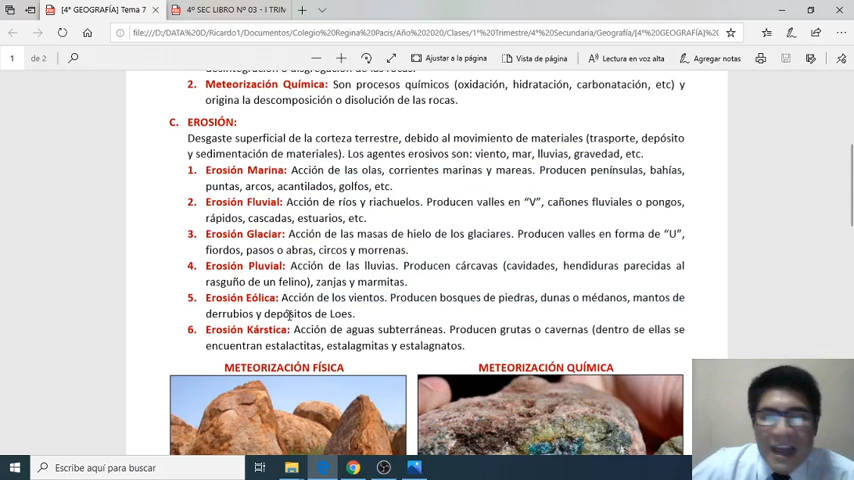 [4° GEOGRAFÍA] Tema 7
4º SEC LIBRO Nº 03 - I TRIM
file:///D:/DATA%20D/Ricardo1/Documentos/Colegio%20Regina%20Pacis/Año%202020/Clases/1°%20Trimestre/4°%20Secundaria/Geografía/[4°%20GEOGRAFÍA]%2C
1 de 2
Ajustar a la página
Vista de página
Lectura en voz alta
Agregar notas
2. Meteorización Química: Son procesos químicos (oxidación, hidratación, carbonatación, etc) y
origina la descomposición o disolución de las rocas.
C. EROSIÓN:
Desgaste superficial de la corteza terrestre, debido al movimiento de materiales (trasporte, depósito
y sedimentación de materiales). Los agentes erosivos son: viento, mar, lluvias, gravedad, etc.
1. Erosión Marina: Acción de las olas, corrientes marinas y mareas. Producen penínsulas, bahías,
puntas, arcos, acantilados, golfos, etc.
2. Erosión Fluvial: Acción de ríos y riachuelos. Producen valles en “V”, cañones fluviales o pongos,
rápidos, cascadas, estuarios, etc.
3. Erosión Glaciar: Acción de las masas de hielo de los glaciares. Producen valles en forma de “U”,
fiordos, pasos o abras, circos y morrenas.
4. Erosión Pluvial: Acción de las lluvias. Producen cárcavas (cavidades, hendiduras parecidas al
rasguño de un felino), zanjas y marmitas.
5. Erosión Eólica: Acción de los vientos. Producen bosques de piedras, dunas o médanos, mantos de
derrubios y depósitos de Loes.
6. Erosión Kárstica: Acción de aguas subterráneas. Producen grutas o cavernas (dentro de ellas se
encuentran estalactitas, estalagmitas y estalagnatos.
METEORIZACIÓN FÍSICA
METEORIZACIÓN QUÍMICA
Escribe aquí para buscar